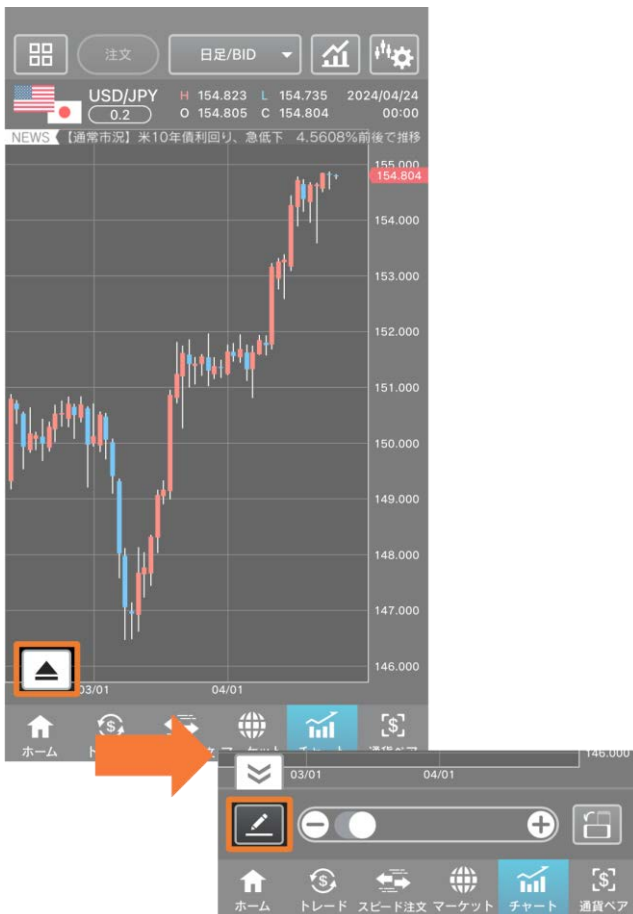 注文 日足/BID
USD/JPY H 154.823 L 154.735 2024/04/24
0.2 O 154.805 C 154.804 00:00
NEWS 【通常市況】米10年債利回り、急低下 4.5608%前後で推移
155.000
154.804
154.000
153.000
152.000
151.000
150.000
149.000
148.000
147.000
146.000
03/01 04/01
ホーム チャート
146.000
03/01 04/01
ホーム トレード スピード注文 マーケット チャート 通貨ペア